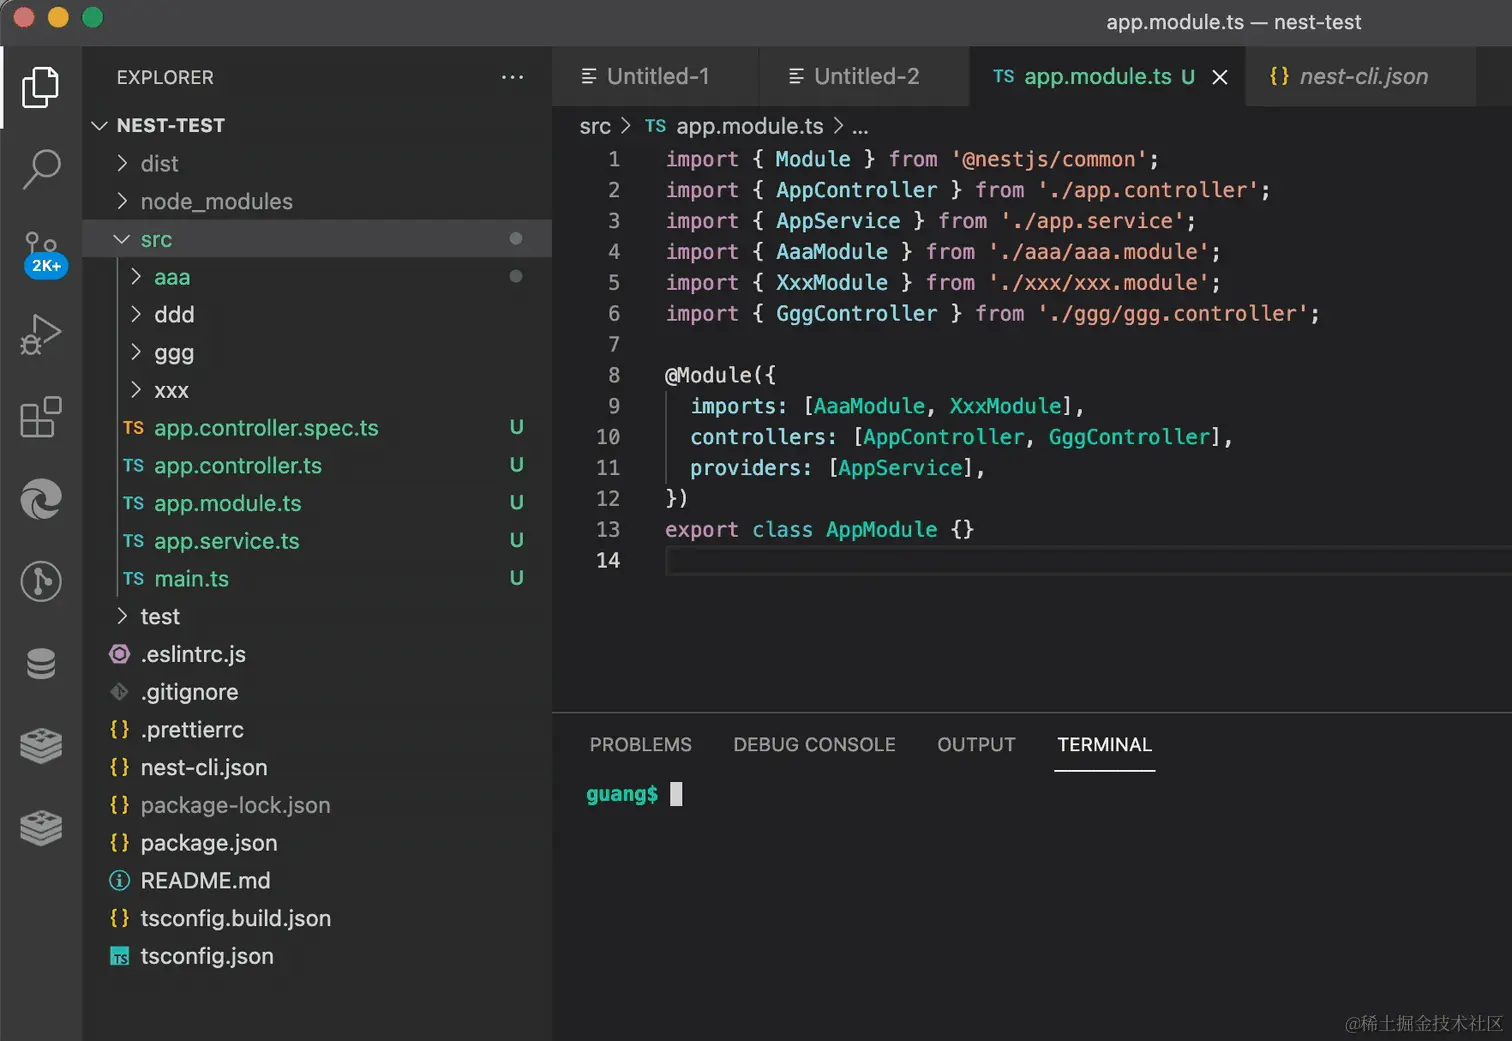 app.module.ts — nest-test
EXPLORER
NEST-TEST
dist
node_modules
src
aaa
ddd
ggg
xxx
TS app.controller.spec.ts U
TS app.controller.ts U
TS app.module.ts U
TS app.service.ts U
TS main.ts U
test
.eslintrc.js
.gitignore
{} .prettierrc
{} nest-cli.json
{} package-lock.json
{} package.json
README.md
{} tsconfig.build.json
TS tsconfig.json
2K+
Untitled-1
Untitled-2
TS app.module.ts U
{} nest-cli.json
src > TS app.module.ts > ...
1 import { Module } from '@nestjs/common';
2 import { AppController } from './app.controller';
3 import { AppService } from './app.service';
4 import { AaaModule } from './aaa/aaa.module';
5 import { XxxModule } from './xxx/xxx.module';
6 import { GggController } from './ggg/ggg.controller';
7
8 @Module({
9 imports: [AaaModule, XxxModule],
10 controllers: [AppController, GggController],
11 providers: [AppService],
12 })
13 export class AppModule {}
14
PROBLEMS
DEBUG CONSOLE
OUTPUT
TERMINAL
guang$
@稀土掘金技术社区